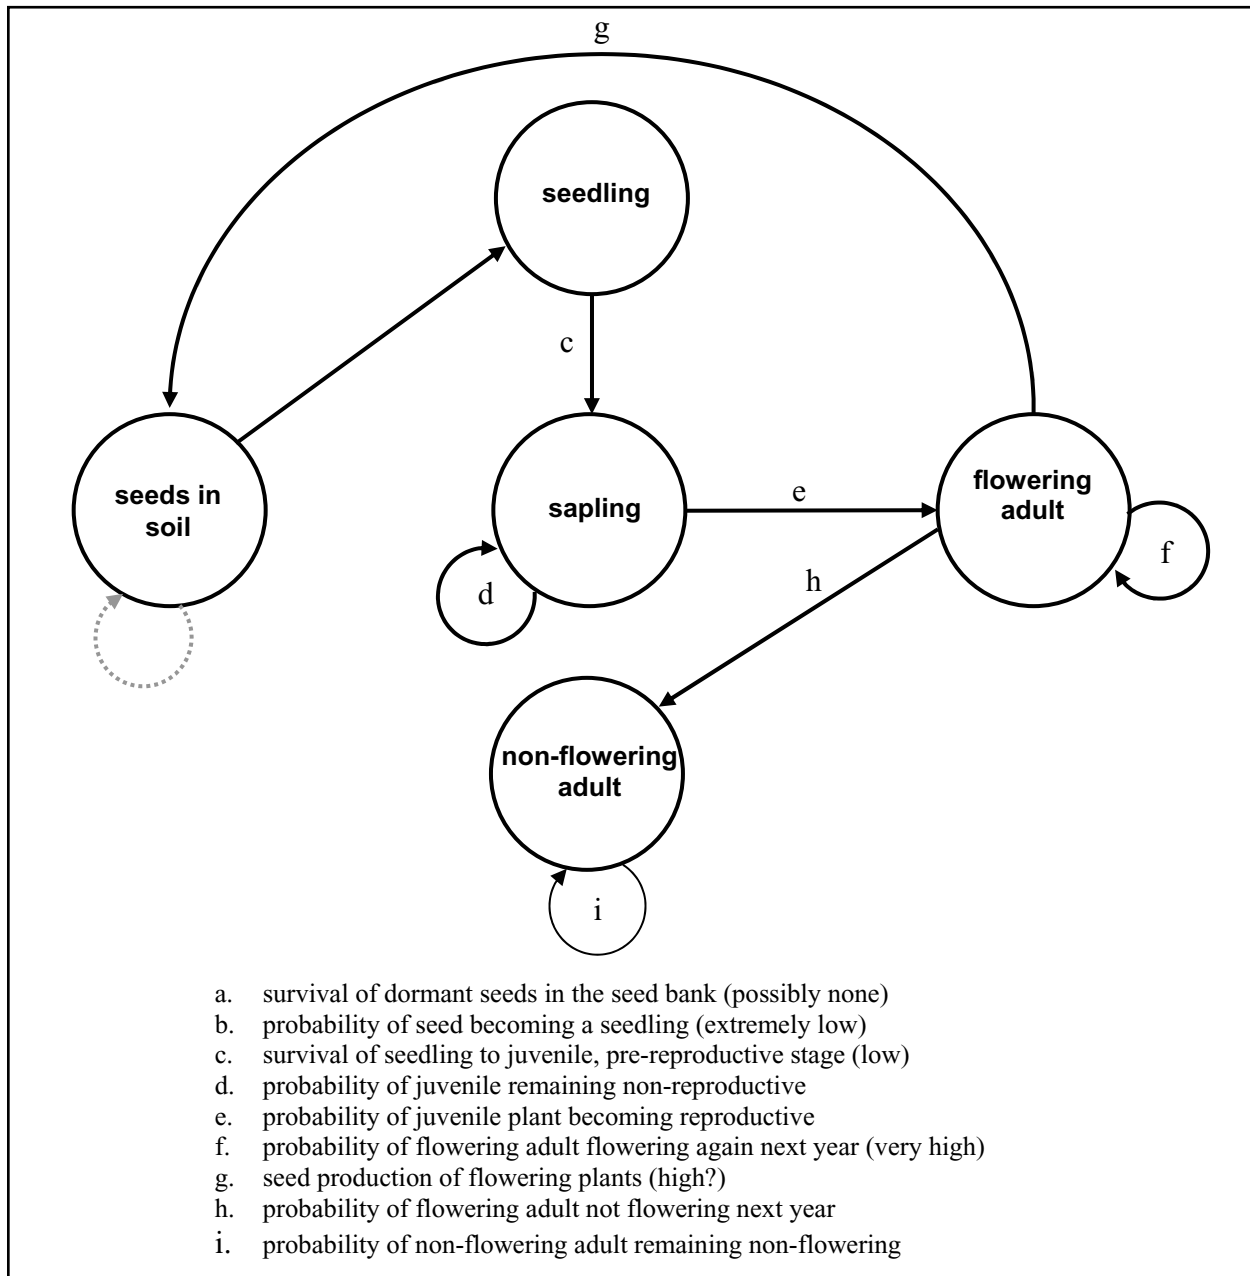 g
seedling
c
seeds in
soil
sapling
e
flowering
adult
f
d
h
non-flowering
adult
i
a. survival of dormant seeds in the seed bank (possibly none)
b. probability of seed becoming a seedling (extremely low)
c. survival of seedling to juvenile, pre-reproductive stage (low)
d. probability of juvenile remaining non-reproductive
e. probability of juvenile plant becoming reproductive
f. probability of flowering adult flowering again next year (very high)
g. seed production of flowering plants (high?)
h. probability of flowering adult not flowering next year
i. probability of non-flowering adult remaining non-flowering